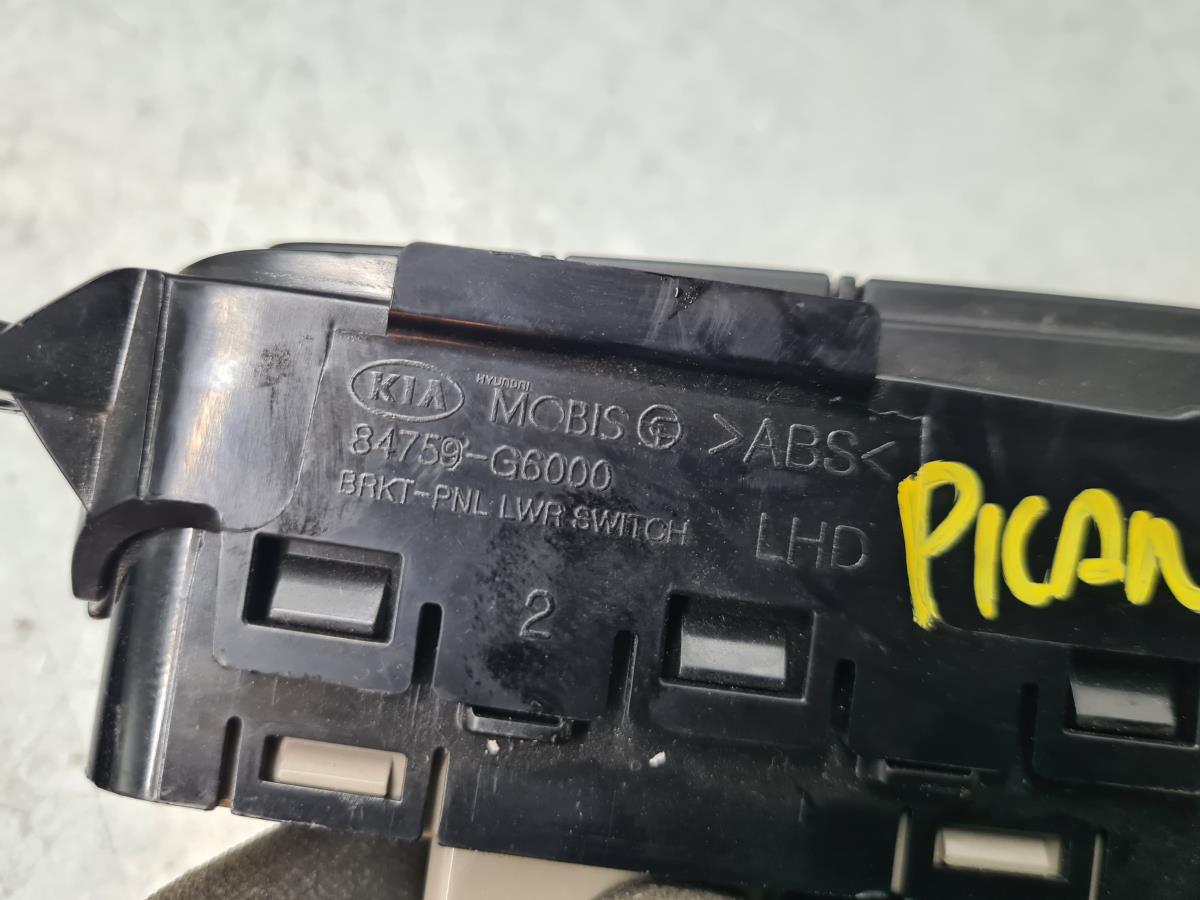 KIA HYUNDAI MOBIS >ABS<
84759-G6000
BRKT-PNL LWR SWITCH LHD
PICAN
2